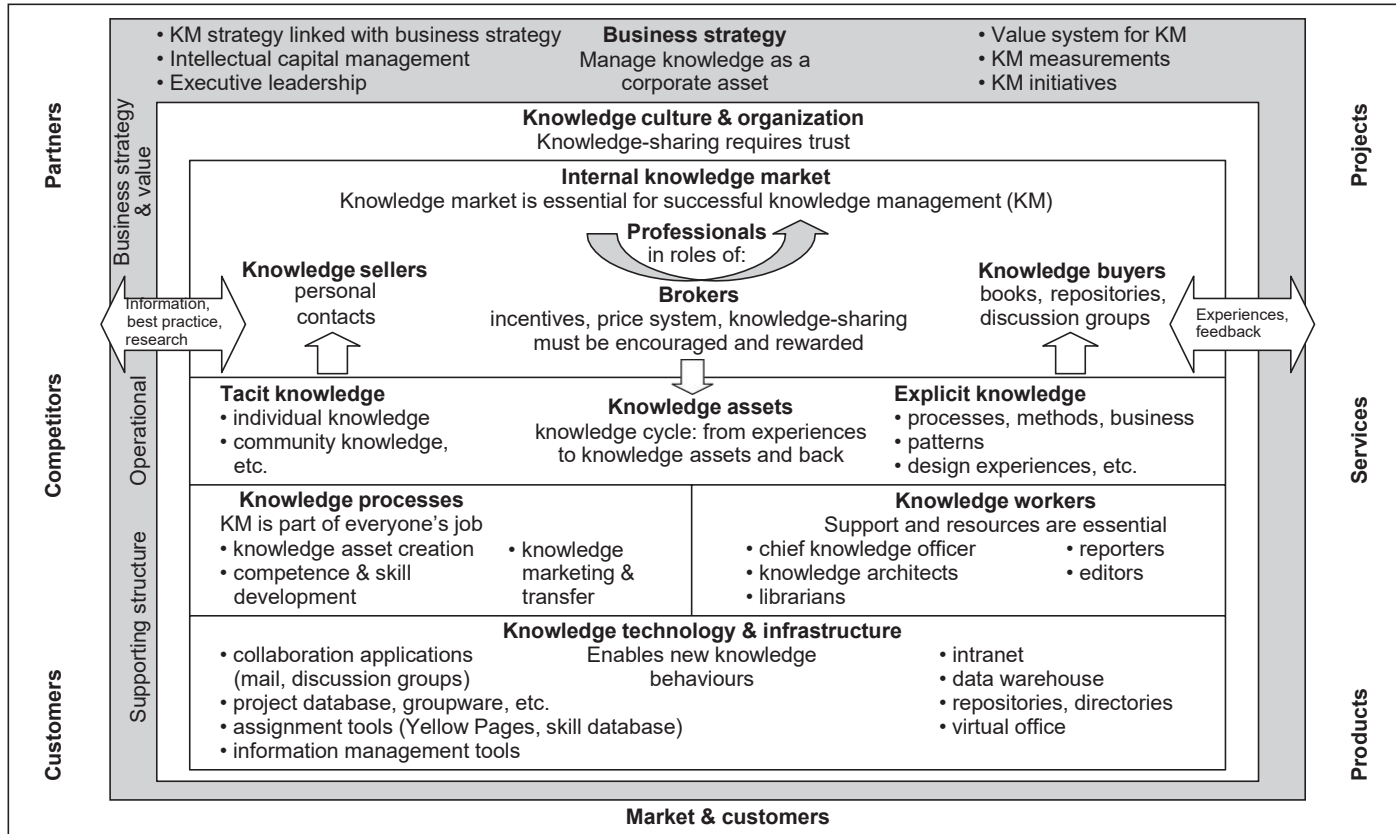 • KM strategy linked with business strategy
• Intellectual capital management
• Executive leadership
Business strategy
Manage knowledge as a
corporate asset
• Value system for KM
• KM measurements
• KM initiatives
Partners
Competitors
Customers
Business strategy
& value
Operational
Supporting structure
Knowledge culture & organization
Knowledge-sharing requires trust
Internal knowledge market
Knowledge market is essential for successful knowledge management (KM)
Professionals
in roles of:
Knowledge sellers
personal
contacts
Brokers
incentives, price system, knowledge-sharing
must be encouraged and rewarded
Knowledge buyers
books, repositories,
discussion groups
Information,
best practice,
research
Experiences,
feedback
Tacit knowledge
• individual knowledge
• community knowledge,
etc.
Knowledge assets
knowledge cycle: from experiences
to knowledge assets and back
Explicit knowledge
• processes, methods, business
• patterns
• design experiences, etc.
Knowledge processes
KM is part of everyone’s job
• knowledge asset creation
• competence & skill
development
• knowledge
marketing &
transfer
Knowledge workers
Support and resources are essential
• chief knowledge officer
• knowledge architects
• librarians
• reporters
• editors
Knowledge technology & infrastructure
• collaboration applications
(mail, discussion groups)
• project database, groupware, etc.
• assignment tools (Yellow Pages, skill database)
• information management tools
Enables new knowledge
behaviours
• intranet
• data warehouse
• repositories, directories
• virtual office
Projects
Services
Products
Market & customers